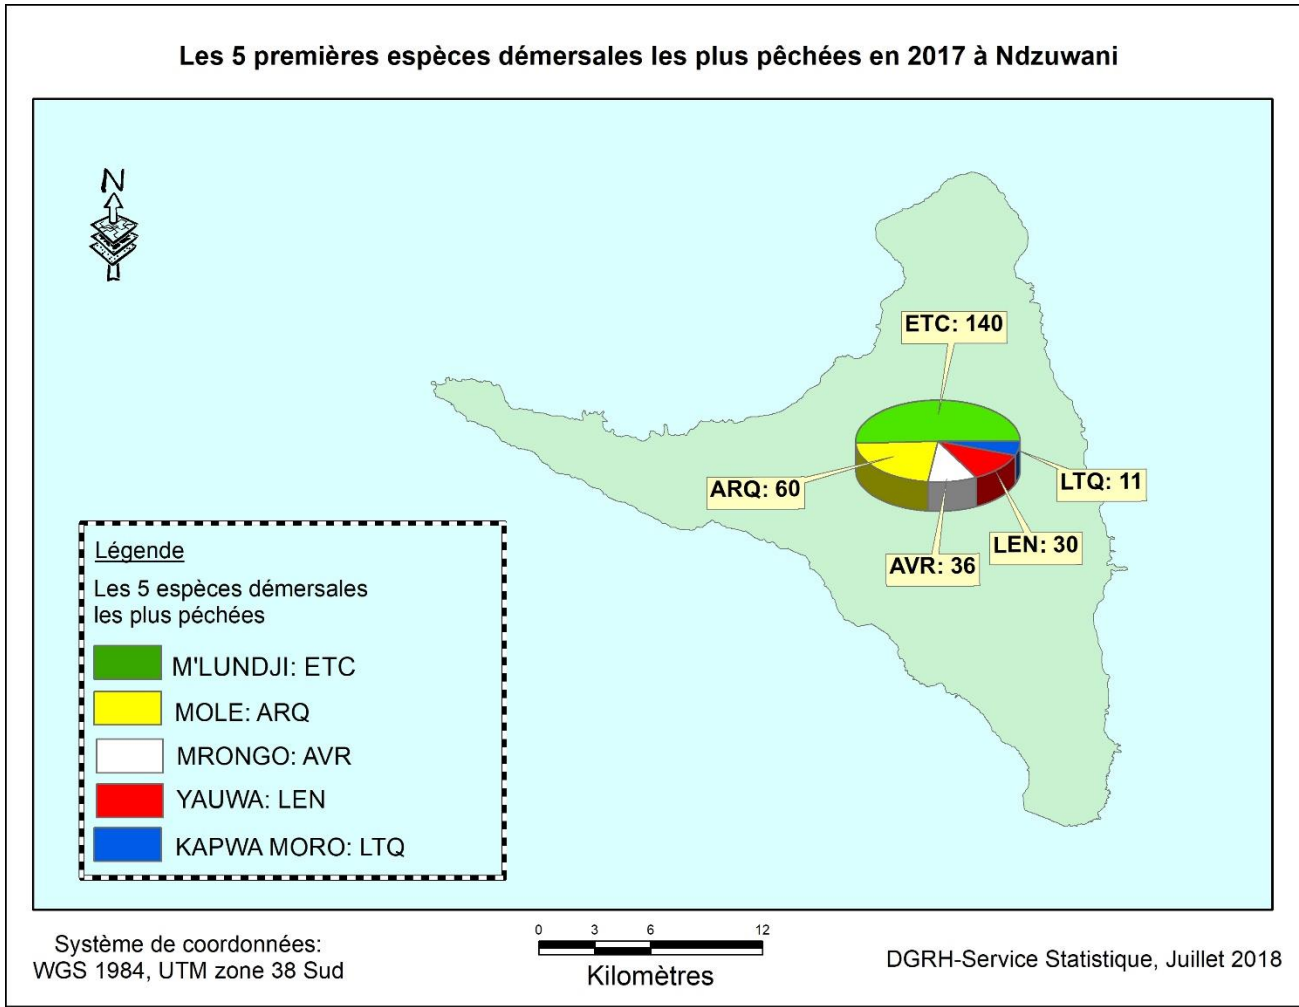 Les 5 premières espèces démersales les plus pêchées en 2017 à Ndzuwani
N
ETC: 140
ARQ: 60
LTQ: 11
LEN: 30
AVR: 36
Légende
Les 5 espèces démersales
les plus péchées
M'LUNDJI: ETC
MOLE: ARQ
MRONGO: AVR
YAUWA: LEN
KAPWA MORO: LTQ
Système de coordonnées:
WGS 1984, UTM zone 38 Sud
0 3 6 12
Kilomètres
DGRH-Service Statistique, Juillet 2018